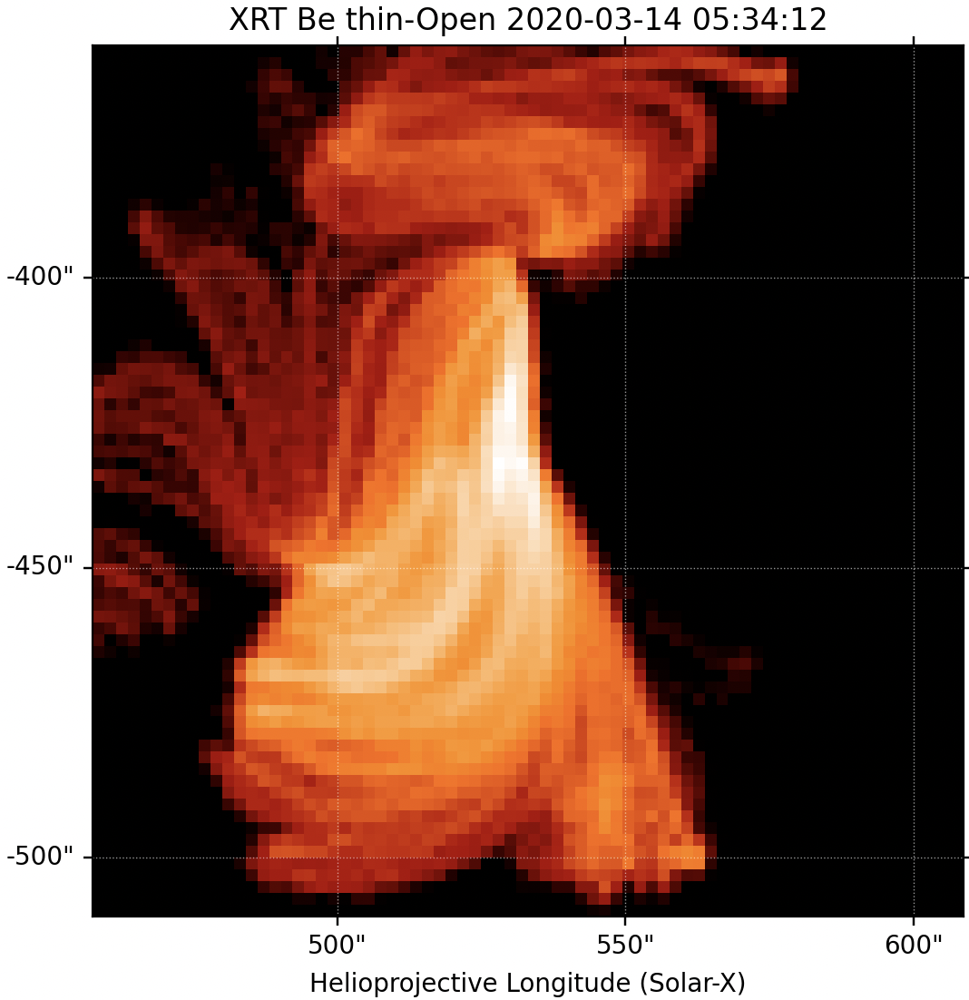 XRT Be thin-Open 2020-03-14 05:34:12
-400"
-450"
-500"
500" 550" 600"
Helioprojective Longitude (Solar-X)